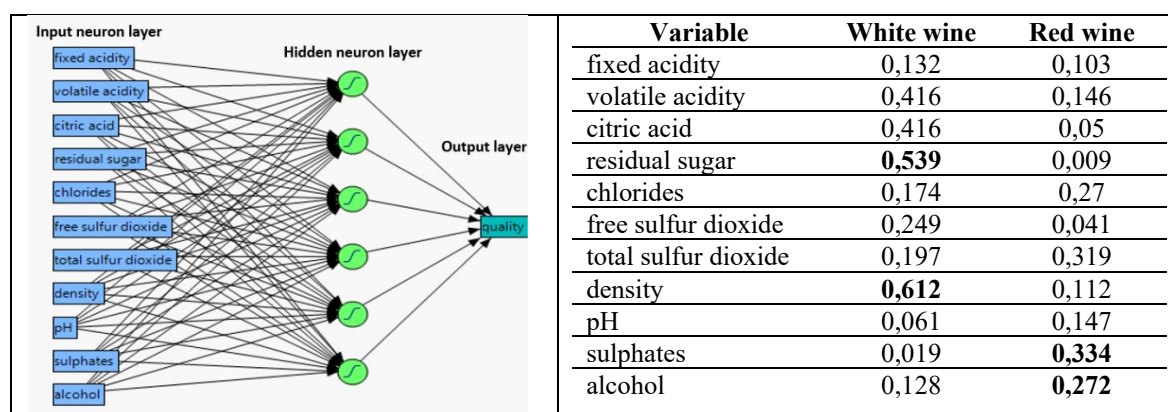 Input neuron layer
Hidden neuron layer
Output layer
fixed acidity
volatile acidity
citric acid
residual sugar
chlorides
free sulfur dioxide
total sulfur dioxide
density
pH
sulphates
alcohol
quality
Variable White wine Red wine
fixed acidity 0,132 0,103
volatile acidity 0,416 0,146
citric acid 0,416 0,05
residual sugar 0,539 0,009
chlorides 0,174 0,27
free sulfur dioxide 0,249 0,041
total sulfur dioxide 0,197 0,319
density 0,612 0,112
pH 0,061 0,147
sulphates 0,019 0,334
alcohol 0,128 0,272